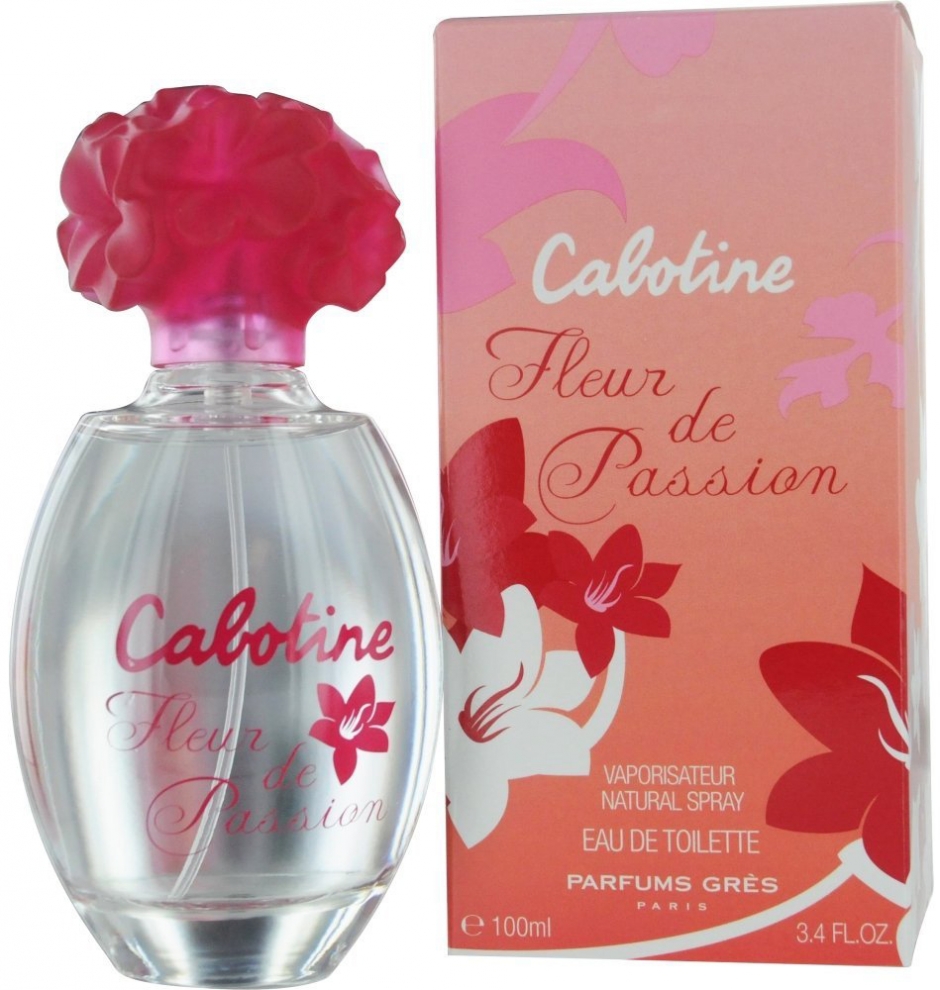 Cabotine
Fleur
de
Passion
Cabotine
Fleur
de
Passion
VAPORISATEUR
NATURAL SPRAY
EAU DE TOILETTE
PARFUMS GRÈS
PARIS
℮ 100ml
3.4 FL.OZ.